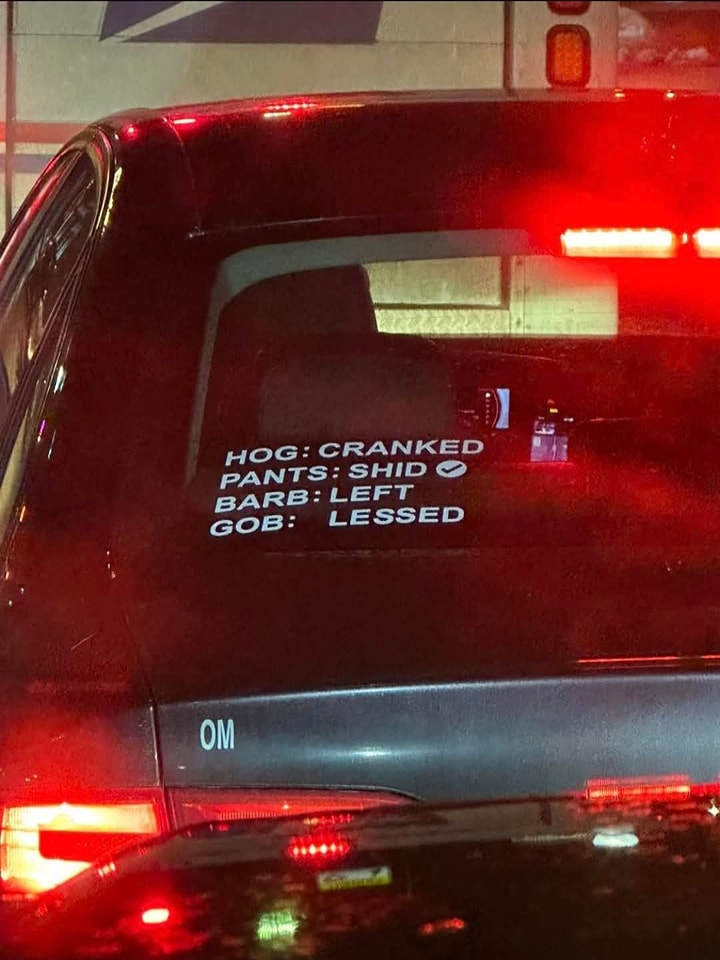 HOG: CRANKED
PANTS: SHID
BARB: LEFT
GOB: LESSED
OM